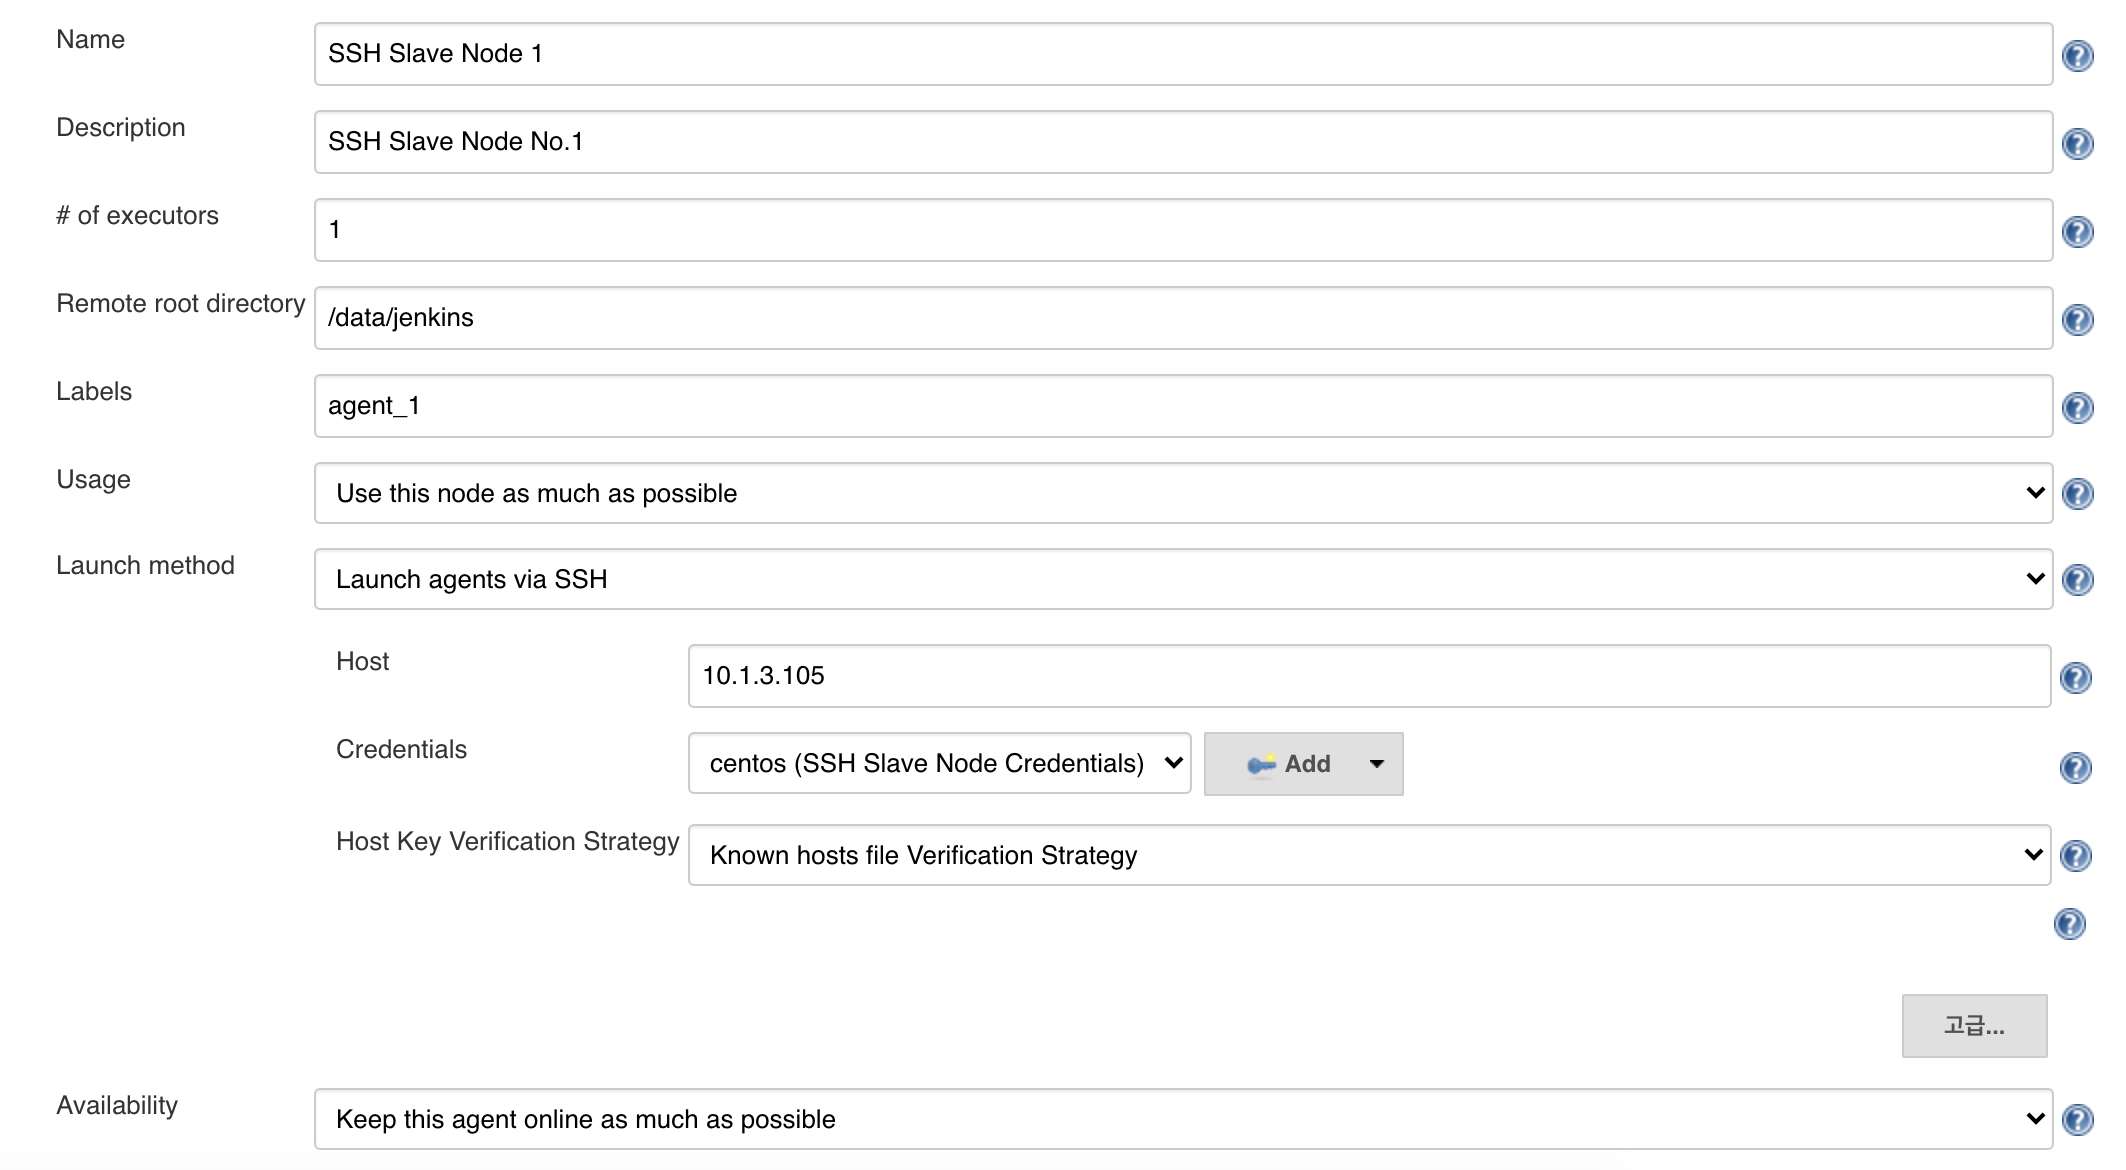 Name
SSH Slave Node 1
Description
SSH Slave Node No.1
# of executors
1
Remote root directory
/data/jenkins
Labels
agent_1
Usage
Use this node as much as possible
Launch method
Launch agents via SSH
Host
10.1.3.105
Credentials
centos (SSH Slave Node Credentials)
Add
Host Key Verification Strategy
Known hosts file Verification Strategy
고급...
Availability
Keep this agent online as much as possible